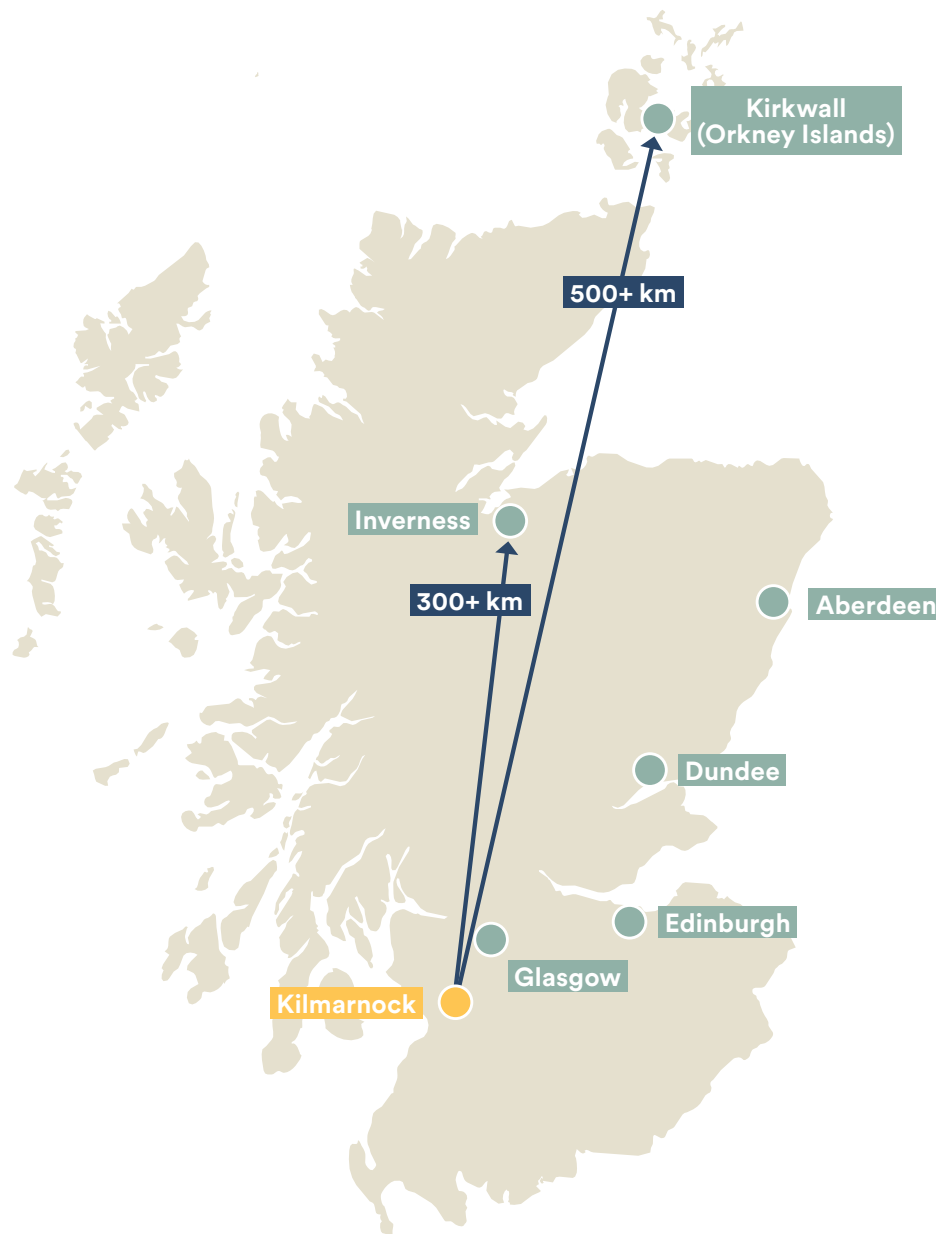 Kirkwall
(Orkney Islands)
500+ km
Inverness
300+ km
Aberdeen
Dundee
Edinburgh
Glasgow
Kilmarnock